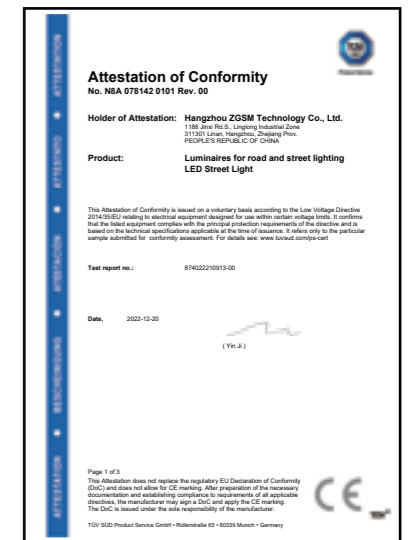 Attestation of Conformity
No. N8A 078142 0101 Rev. 00
Holder of Attestation: Hangzhou ZGSM Technology Co., Ltd.
1188 Jinxi Rd.S., Linglong Industrial Zone
311301 Linan, Hangzhou, Zhejiang Prov.
PEOPLE'S REPUBLIC OF CHINA
Product: Luminaires for road and street lighting
LED Street Light
This Attestation of Conformity is issued on a voluntary basis according to the Low Voltage Directive
2014/35/EU relating to electrical equipment designed for use within certain voltage limits. It confirms
that the listed equipment complies with the principal protection requirements of the directive and is
based on the technical specifications applicable at the time of issuance. It refers only to the particular
sample submitted for conformity assessment. For details see: www.tuvsud.com/ps-cert
Test report no.: 874022210913-00
Date, 2022-12-20
( Yin Ji )
Page 1 of 3
This Attestation does not replace the regulatory EU Declaration of Conformity
(DoC) and does not allow for CE marking. After preparation of the necessary
documentation and establishing compliance to requirements of all applicable
directives, the manufacturer may sign a DoC and apply the CE marking.
The DoC is issued under the sole responsibility of the manufacturer.
TÜV SÜD Product Service GmbH • Ridlerstraße 65 • 80339 Munich • Germany
CE
ATTESTATION • BESCHEINIGUNG • ATESTACIÓN • ATTESTATO • ATTESTATION